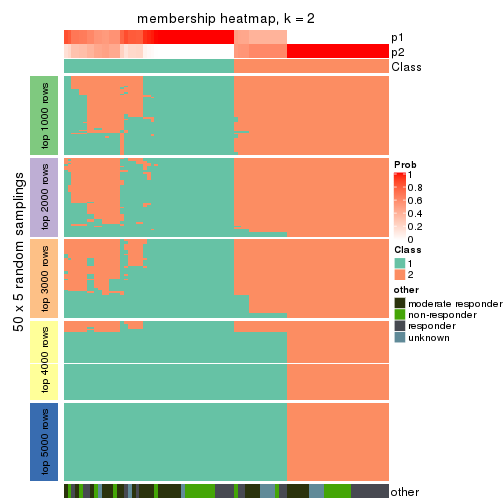 membership heatmap, k = 2
p1
p2
Class
50 x 5 random samplings
top 1000 rows
top 2000 rows
top 3000 rows
top 4000 rows
top 5000 rows
Prob
1
0.8
0.6
0.4
0.2
0
Class
1
2
other
moderate responder
non-responder
responder
unknown
other